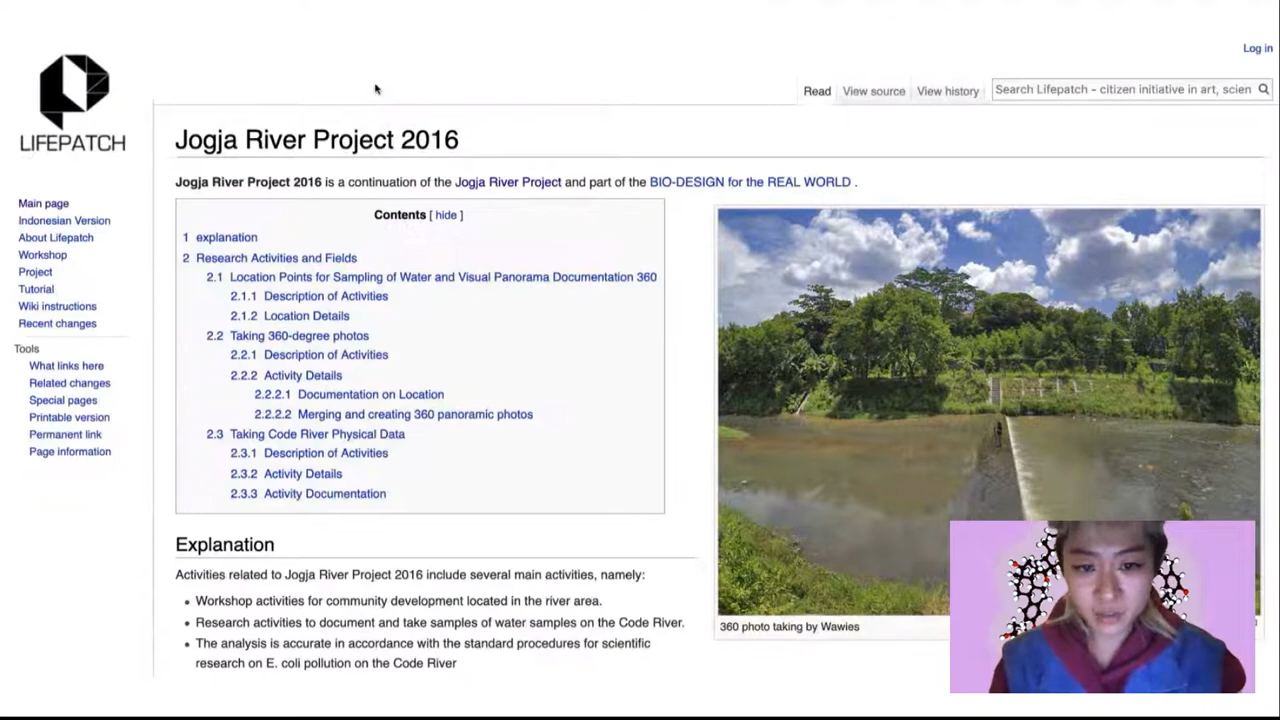 Log in
LIFEPATCH
Read View source View history
Search Lifepatch - citizen initiative in art, scien
Jogja River Project 2016
Jogja River Project 2016 is a continuation of the Jogja River Project and part of the BIO-DESIGN for the REAL WORLD .
Main page
Indonesian Version
About Lifepatch
Workshop
Project
Tutorial
Wiki instructions
Recent changes
Tools
What links here
Related changes
Special pages
Printable version
Permanent link
Page information
Contents [ hide ]
1 explanation
2 Research Activities and Fields
2.1 Location Points for Sampling of Water and Visual Panorama Documentation 360
2.1.1 Description of Activities
2.1.2 Location Details
2.2 Taking 360-degree photos
2.2.1 Description of Activities
2.2.2 Activity Details
2.2.2.1 Documentation on Location
2.2.2.2 Merging and creating 360 panoramic photos
2.3 Taking Code River Physical Data
2.3.1 Description of Activities
2.3.2 Activity Details
2.3.3 Activity Documentation
Explanation
Activities related to Jogja River Project 2016 include several main activities, namely:
Workshop activities for community development located in the river area.
Research activities to document and take samples of water samples on the Code River.
The analysis is accurate in accordance with the standard procedures for scientific
research on E. coli pollution on the Code River
360 photo taking by Wawies